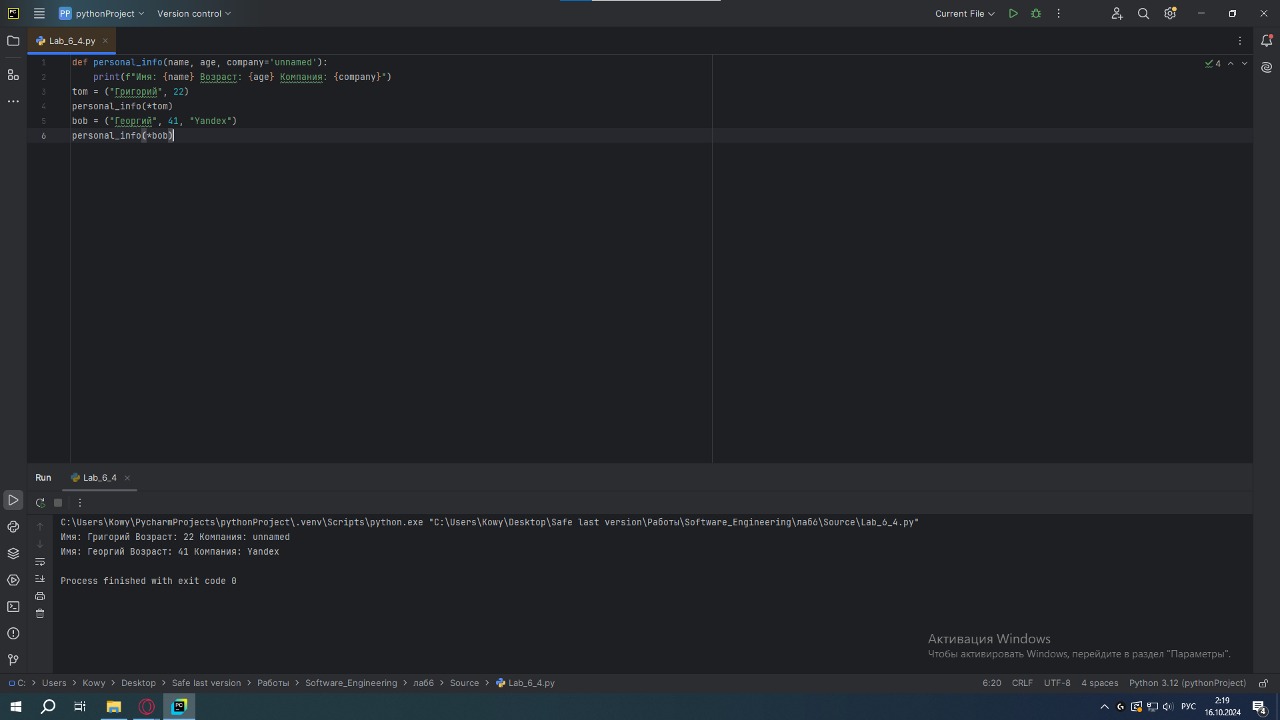 PC
PP pythonProject Version control Current File
Lab_6_4.py
1 def personal_info(name, age, company='unnamed'):
2 print(f"Имя: {name} Возраст: {age} Компания: {company}")
3 tom = ("Григорий", 22)
4 personal_info(*tom)
5 bob = ("Георгий", 41, "Yandex")
6 personal_info(*bob)
4
Run Lab_6_4
C:\Users\Kowy\PycharmProjects\pythonProject\.venv\Scripts\python.exe "C:\Users\Kowy\Desktop\Safe last version\Работы\Software_Engineering\лаб6\Source\Lab_6_4.py"
Имя: Григорий Возраст: 22 Компания: unnamed
Имя: Георгий Возраст: 41 Компания: Yandex
Process finished with exit code 0
Активация Windows
Чтобы активировать Windows, перейдите в раздел "Параметры".
C: Users Kowy Desktop Safe last version Работы Software_Engineering лаб6 Source Lab_6_4.py 6:20 CRLF UTF-8 4 spaces Python 3.12 (pythonProject)
PC РУС 2:19
16.10.2024
4